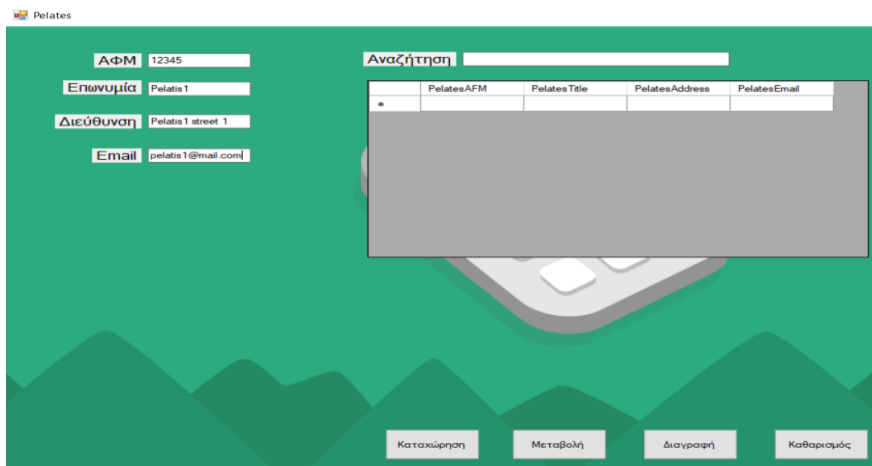 Pelates
ΑΦΜ 12345
Αναζήτηση
Επωνυμία Pelatis1
PelatesAFM PelatesTitle PelatesAddress PelatesEmail
Διεύθυνση Pelatis1 street 1
Email pelatis1@mail.com
Καταχώρηση Μεταβολή Διαγραφή Καθαρισμός